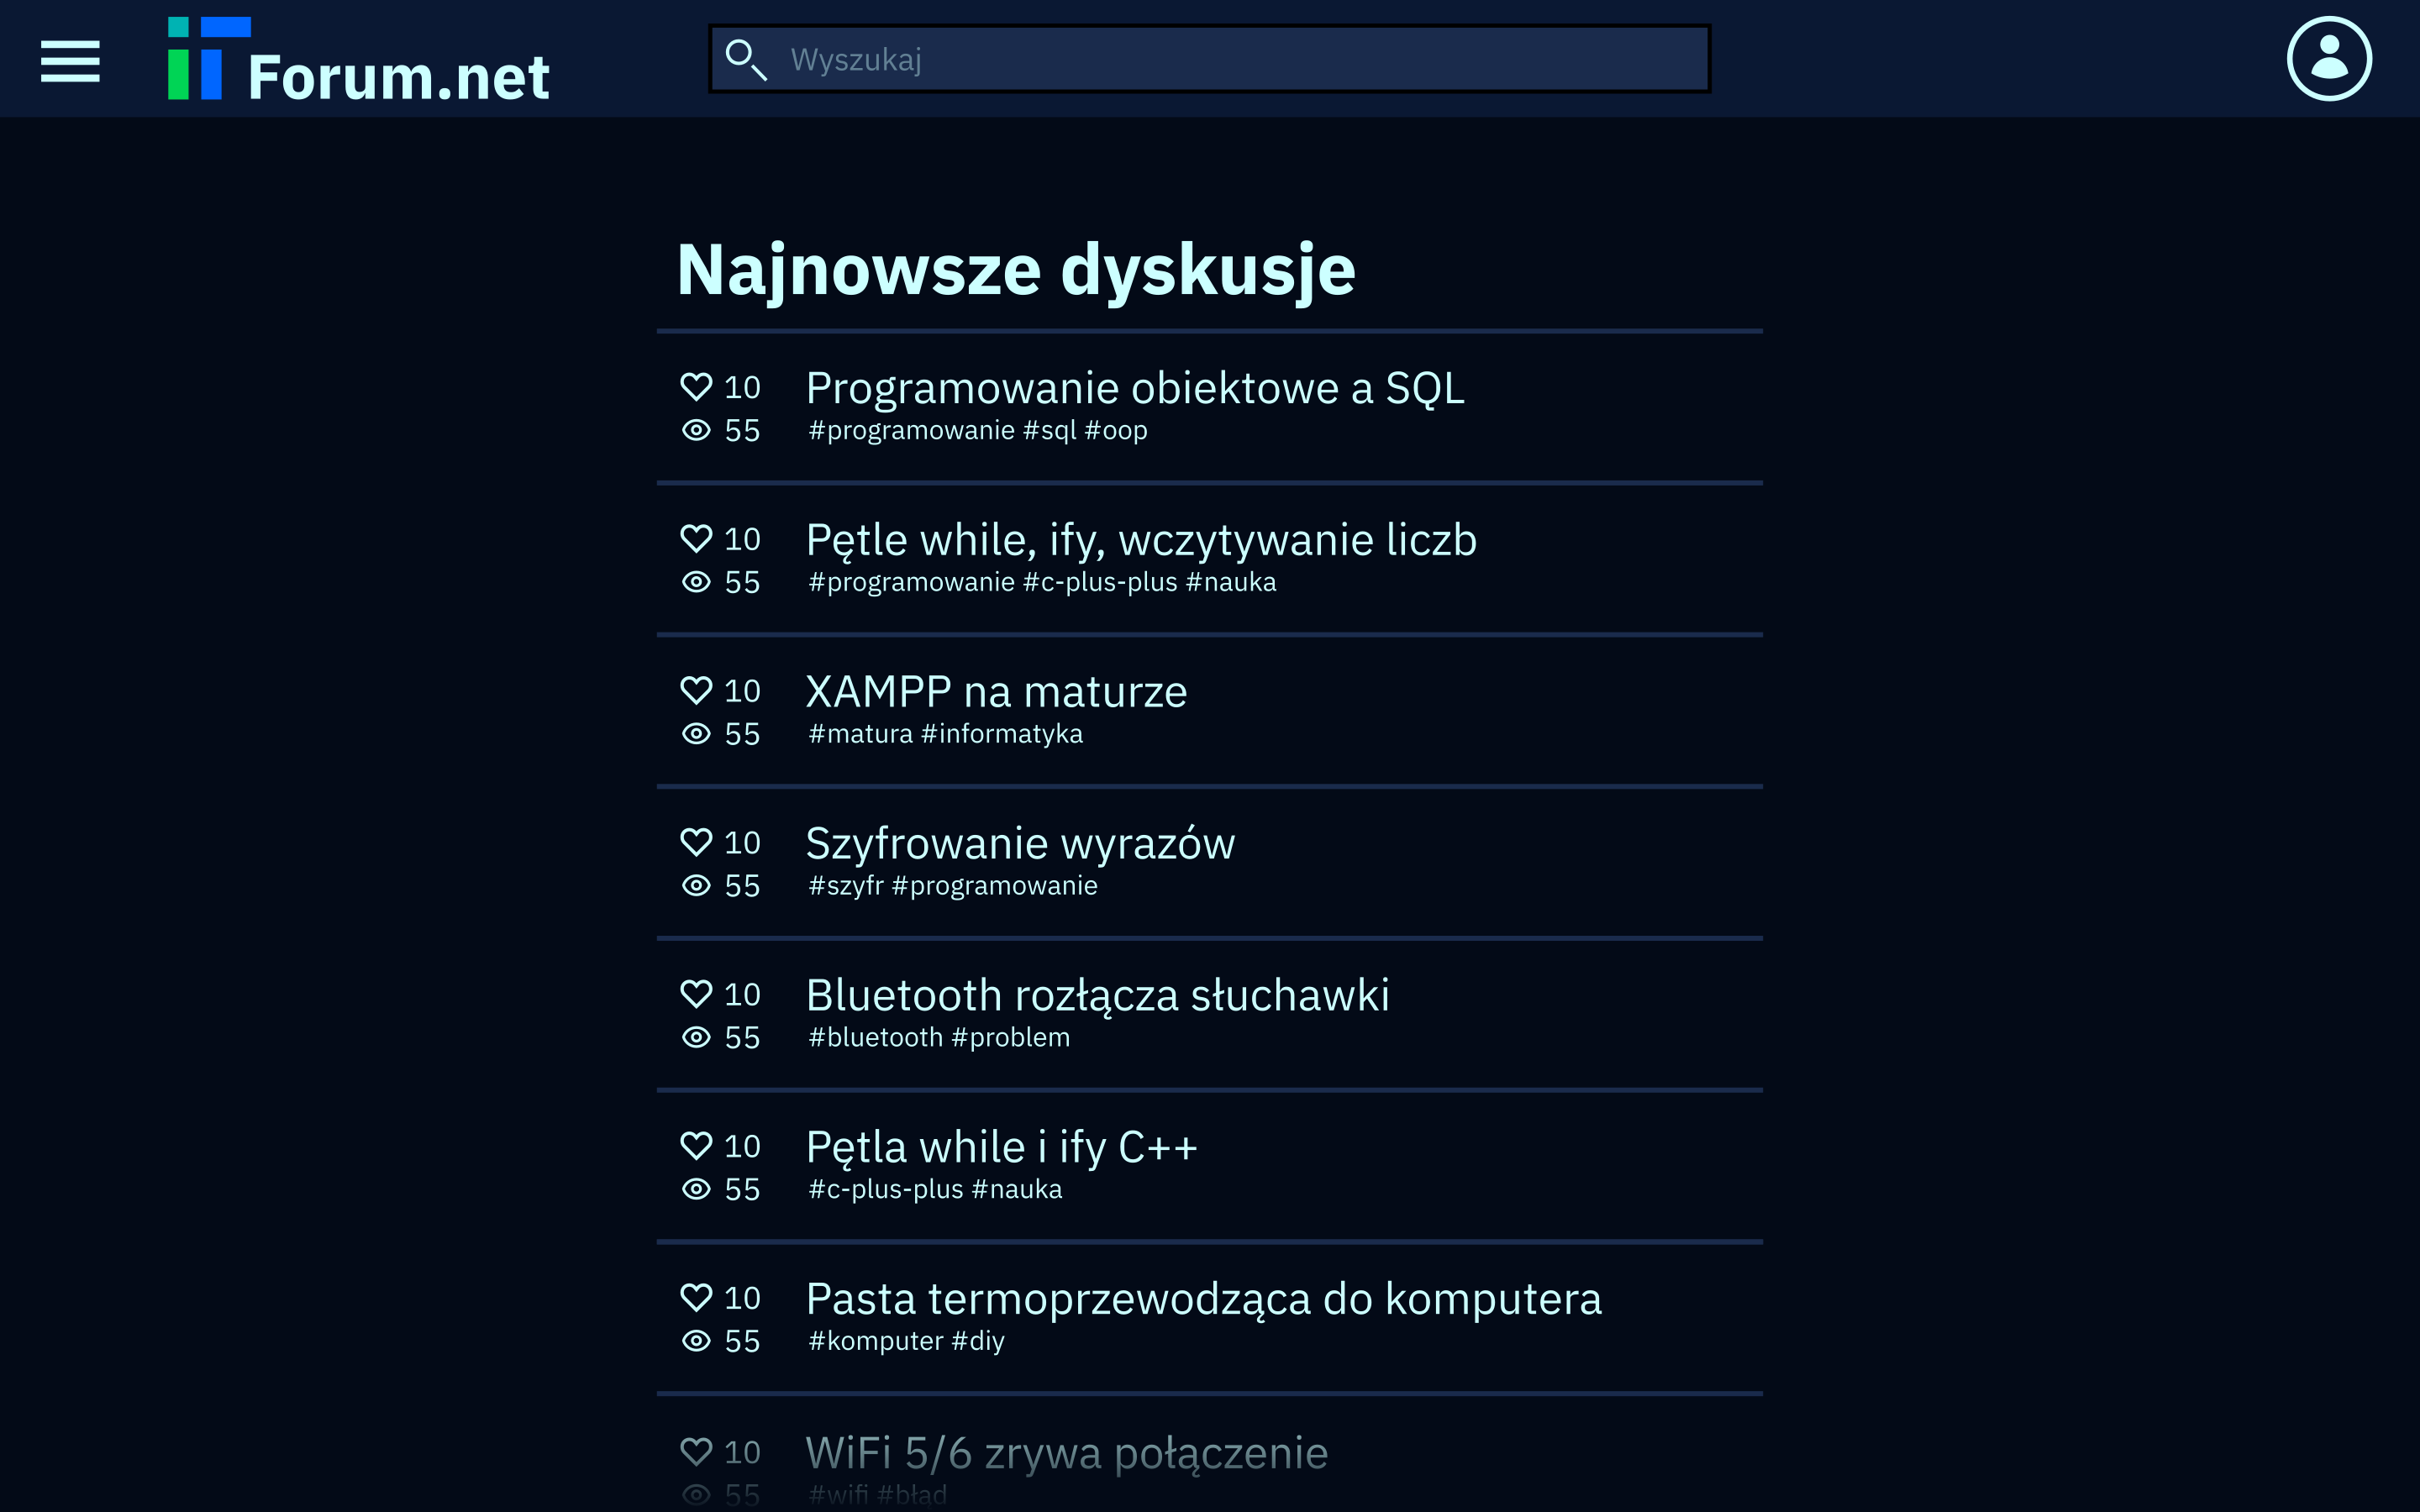 iT Forum.net
Wyszukaj
Najnowsze dyskusje
10 Programowanie obiektowe a SQL
55 #programowanie #sql #oop
10 Pętle while, ify, wczytywanie liczb
55 #programowanie #c-plus-plus #nauka
10 XAMPP na maturze
55 #matura #informatyka
10 Szyfrowanie wyrazów
55 #szyfr #programowanie
10 Bluetooth rozłącza słuchawki
55 #bluetooth #problem
10 Pętla while i ify C++
55 #c-plus-plus #nauka
10 Pasta termoprzewodząca do komputera
55 #komputer #diy
10 WiFi 5/6 zrywa połączenie
55 #wifi #błąd